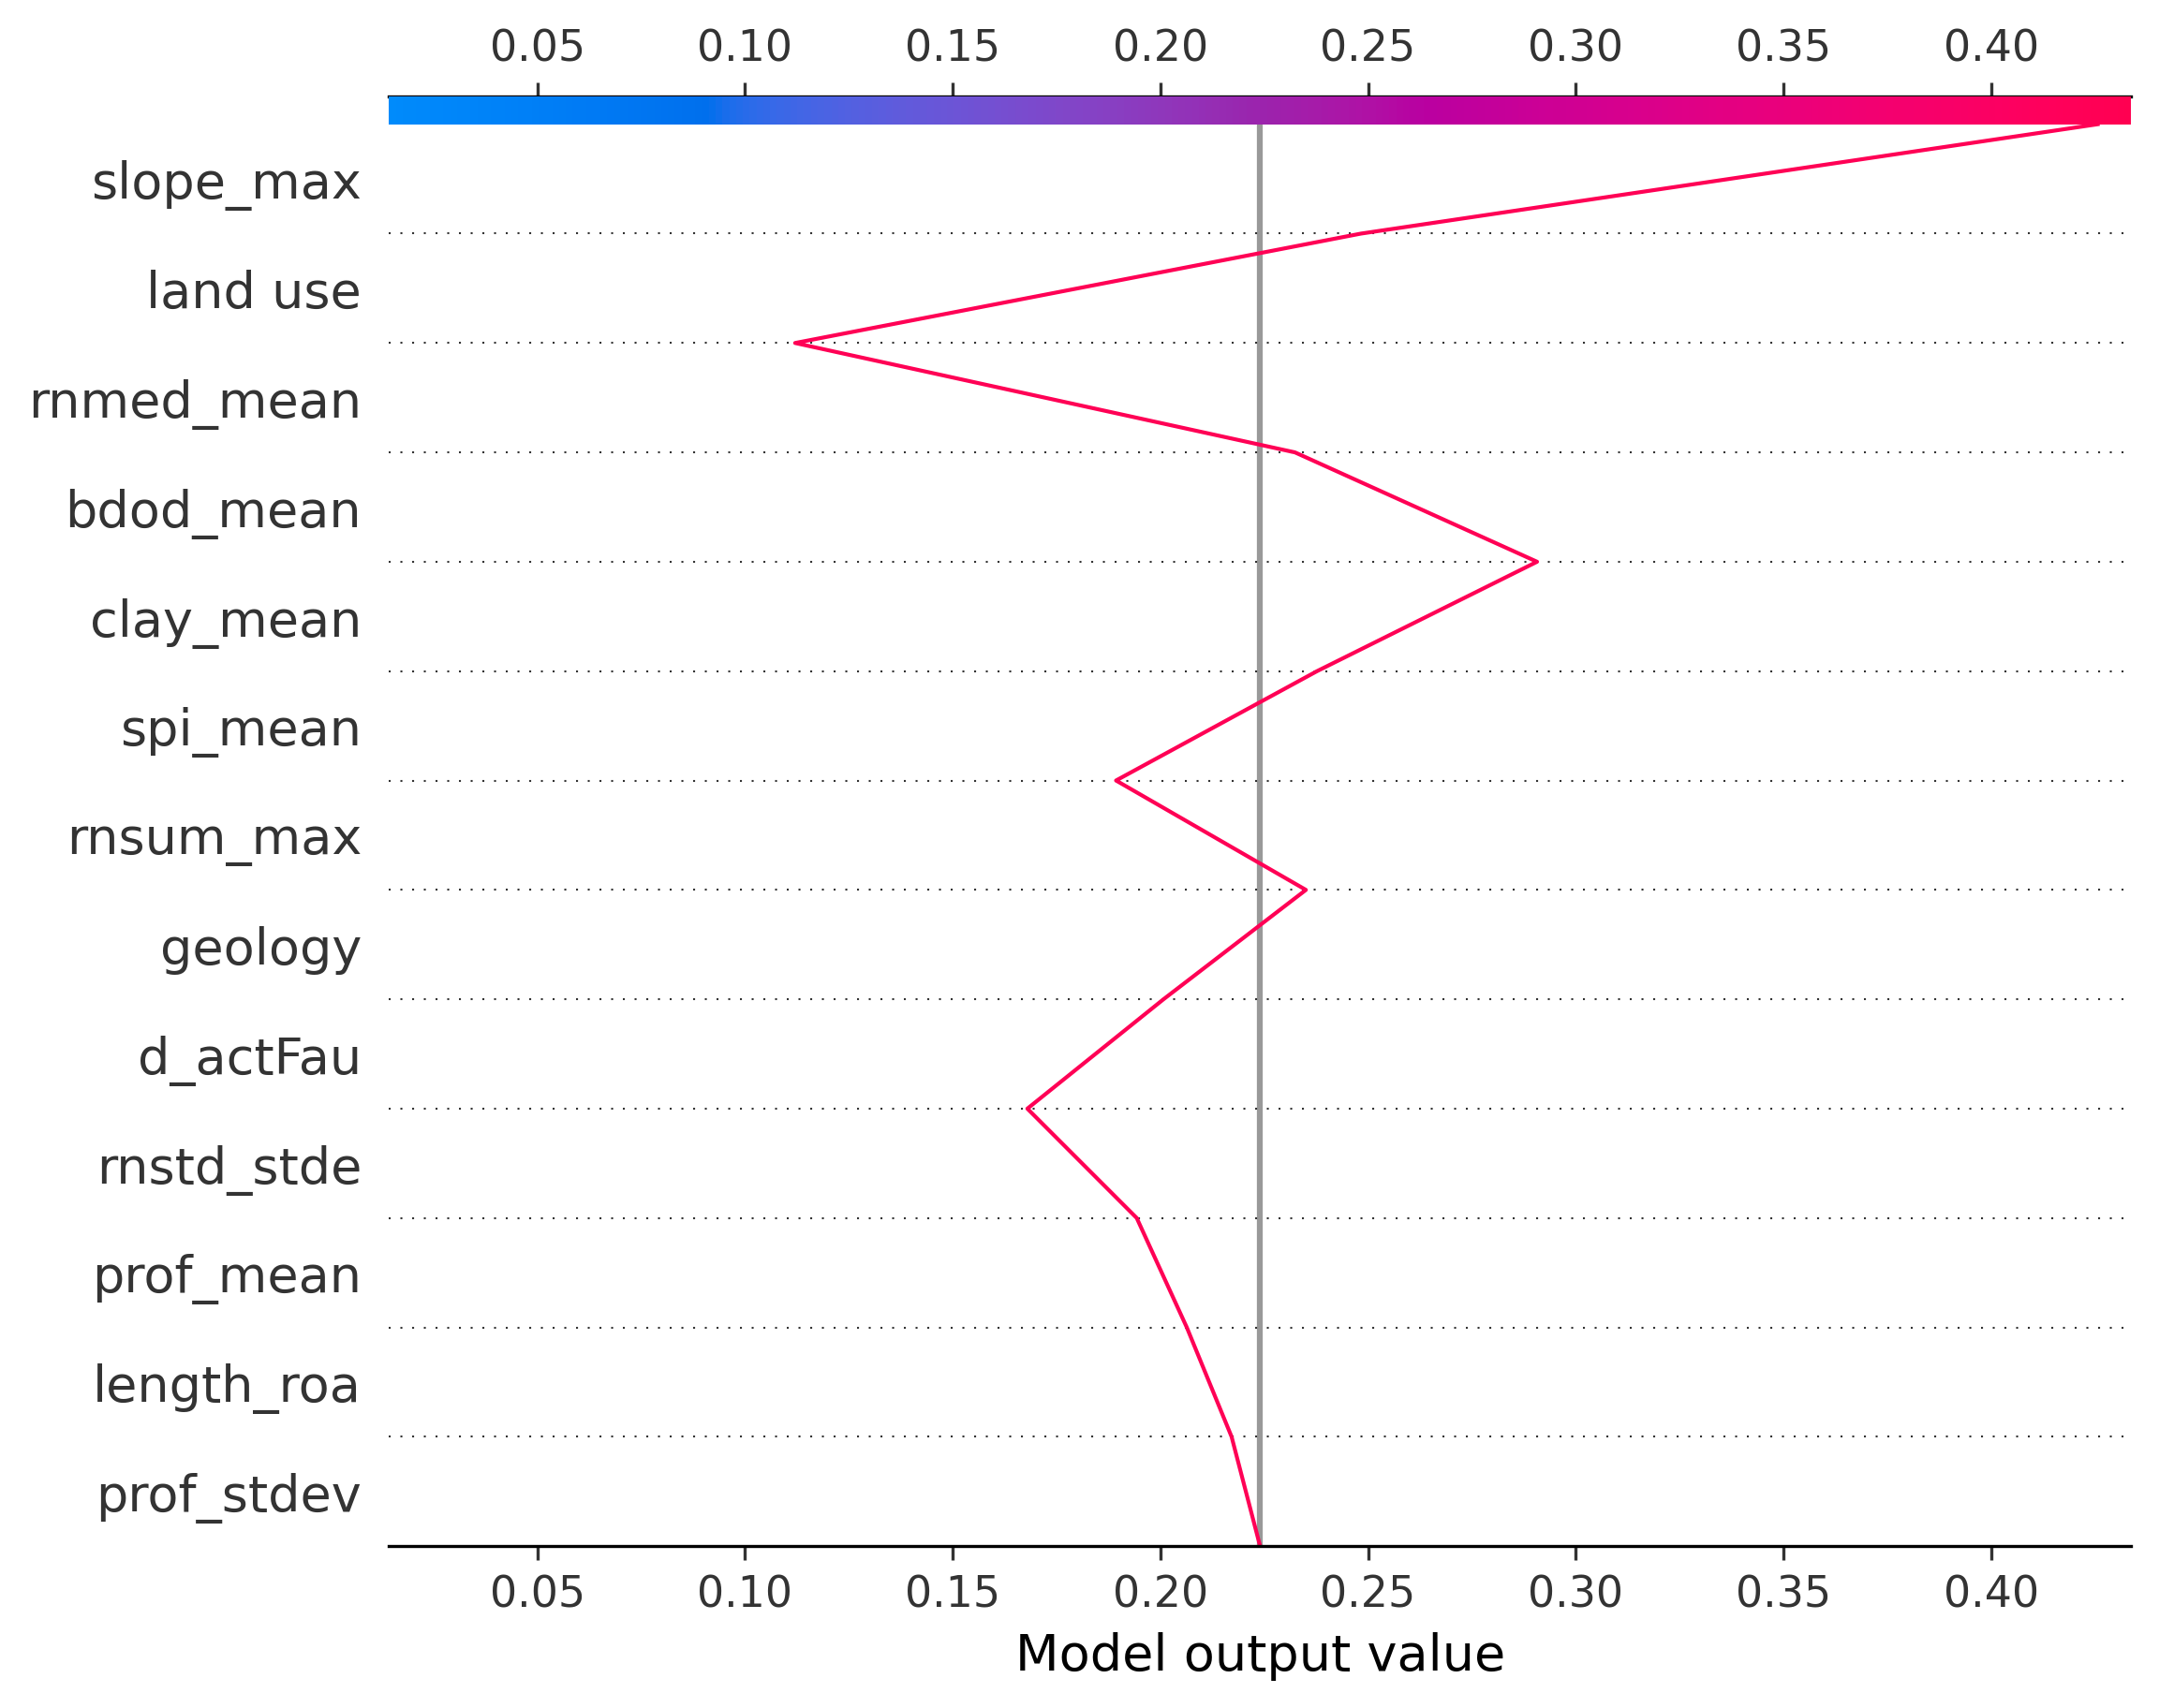 0.05 0.10 0.15 0.20 0.25 0.30 0.35 0.40
slope_max
land use
rnmed_mean
bdod_mean
clay_mean
spi_mean
rnsum_max
geology
d_actFau
rnstd_stde
prof_mean
length_roa
prof_stdev
0.05 0.10 0.15 0.20 0.25 0.30 0.35 0.40
Model output value